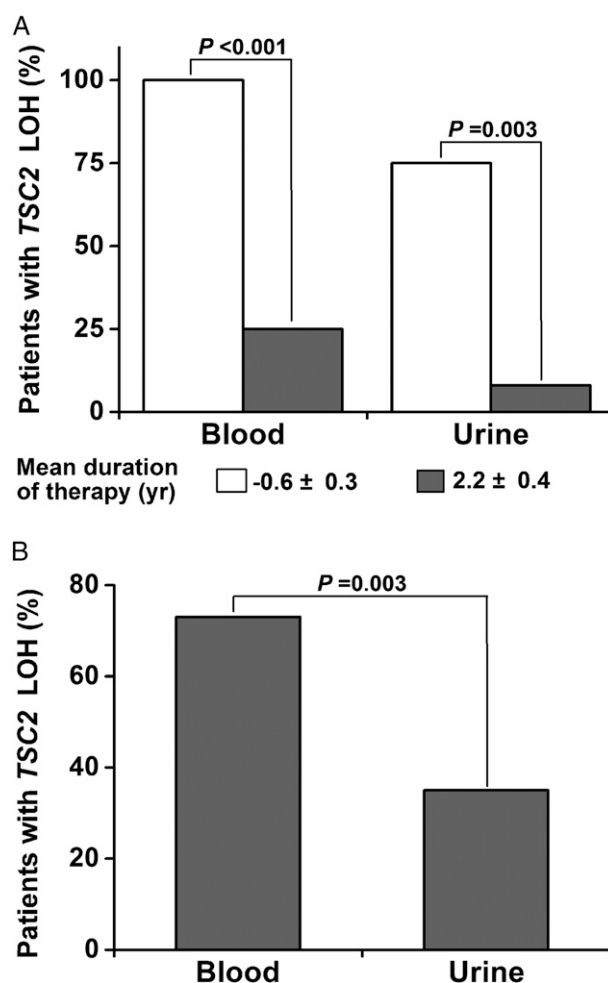 A
Patients with TSC2 LOH (%)
100
75
50
25
0
P <0.001
P =0.003
Blood
Urine
Mean duration
of therapy (yr)
-0.6 ± 0.3
2.2 ± 0.4
B
Patients with TSC2 LOH (%)
80
60
40
20
0
P =0.003
Blood
Urine